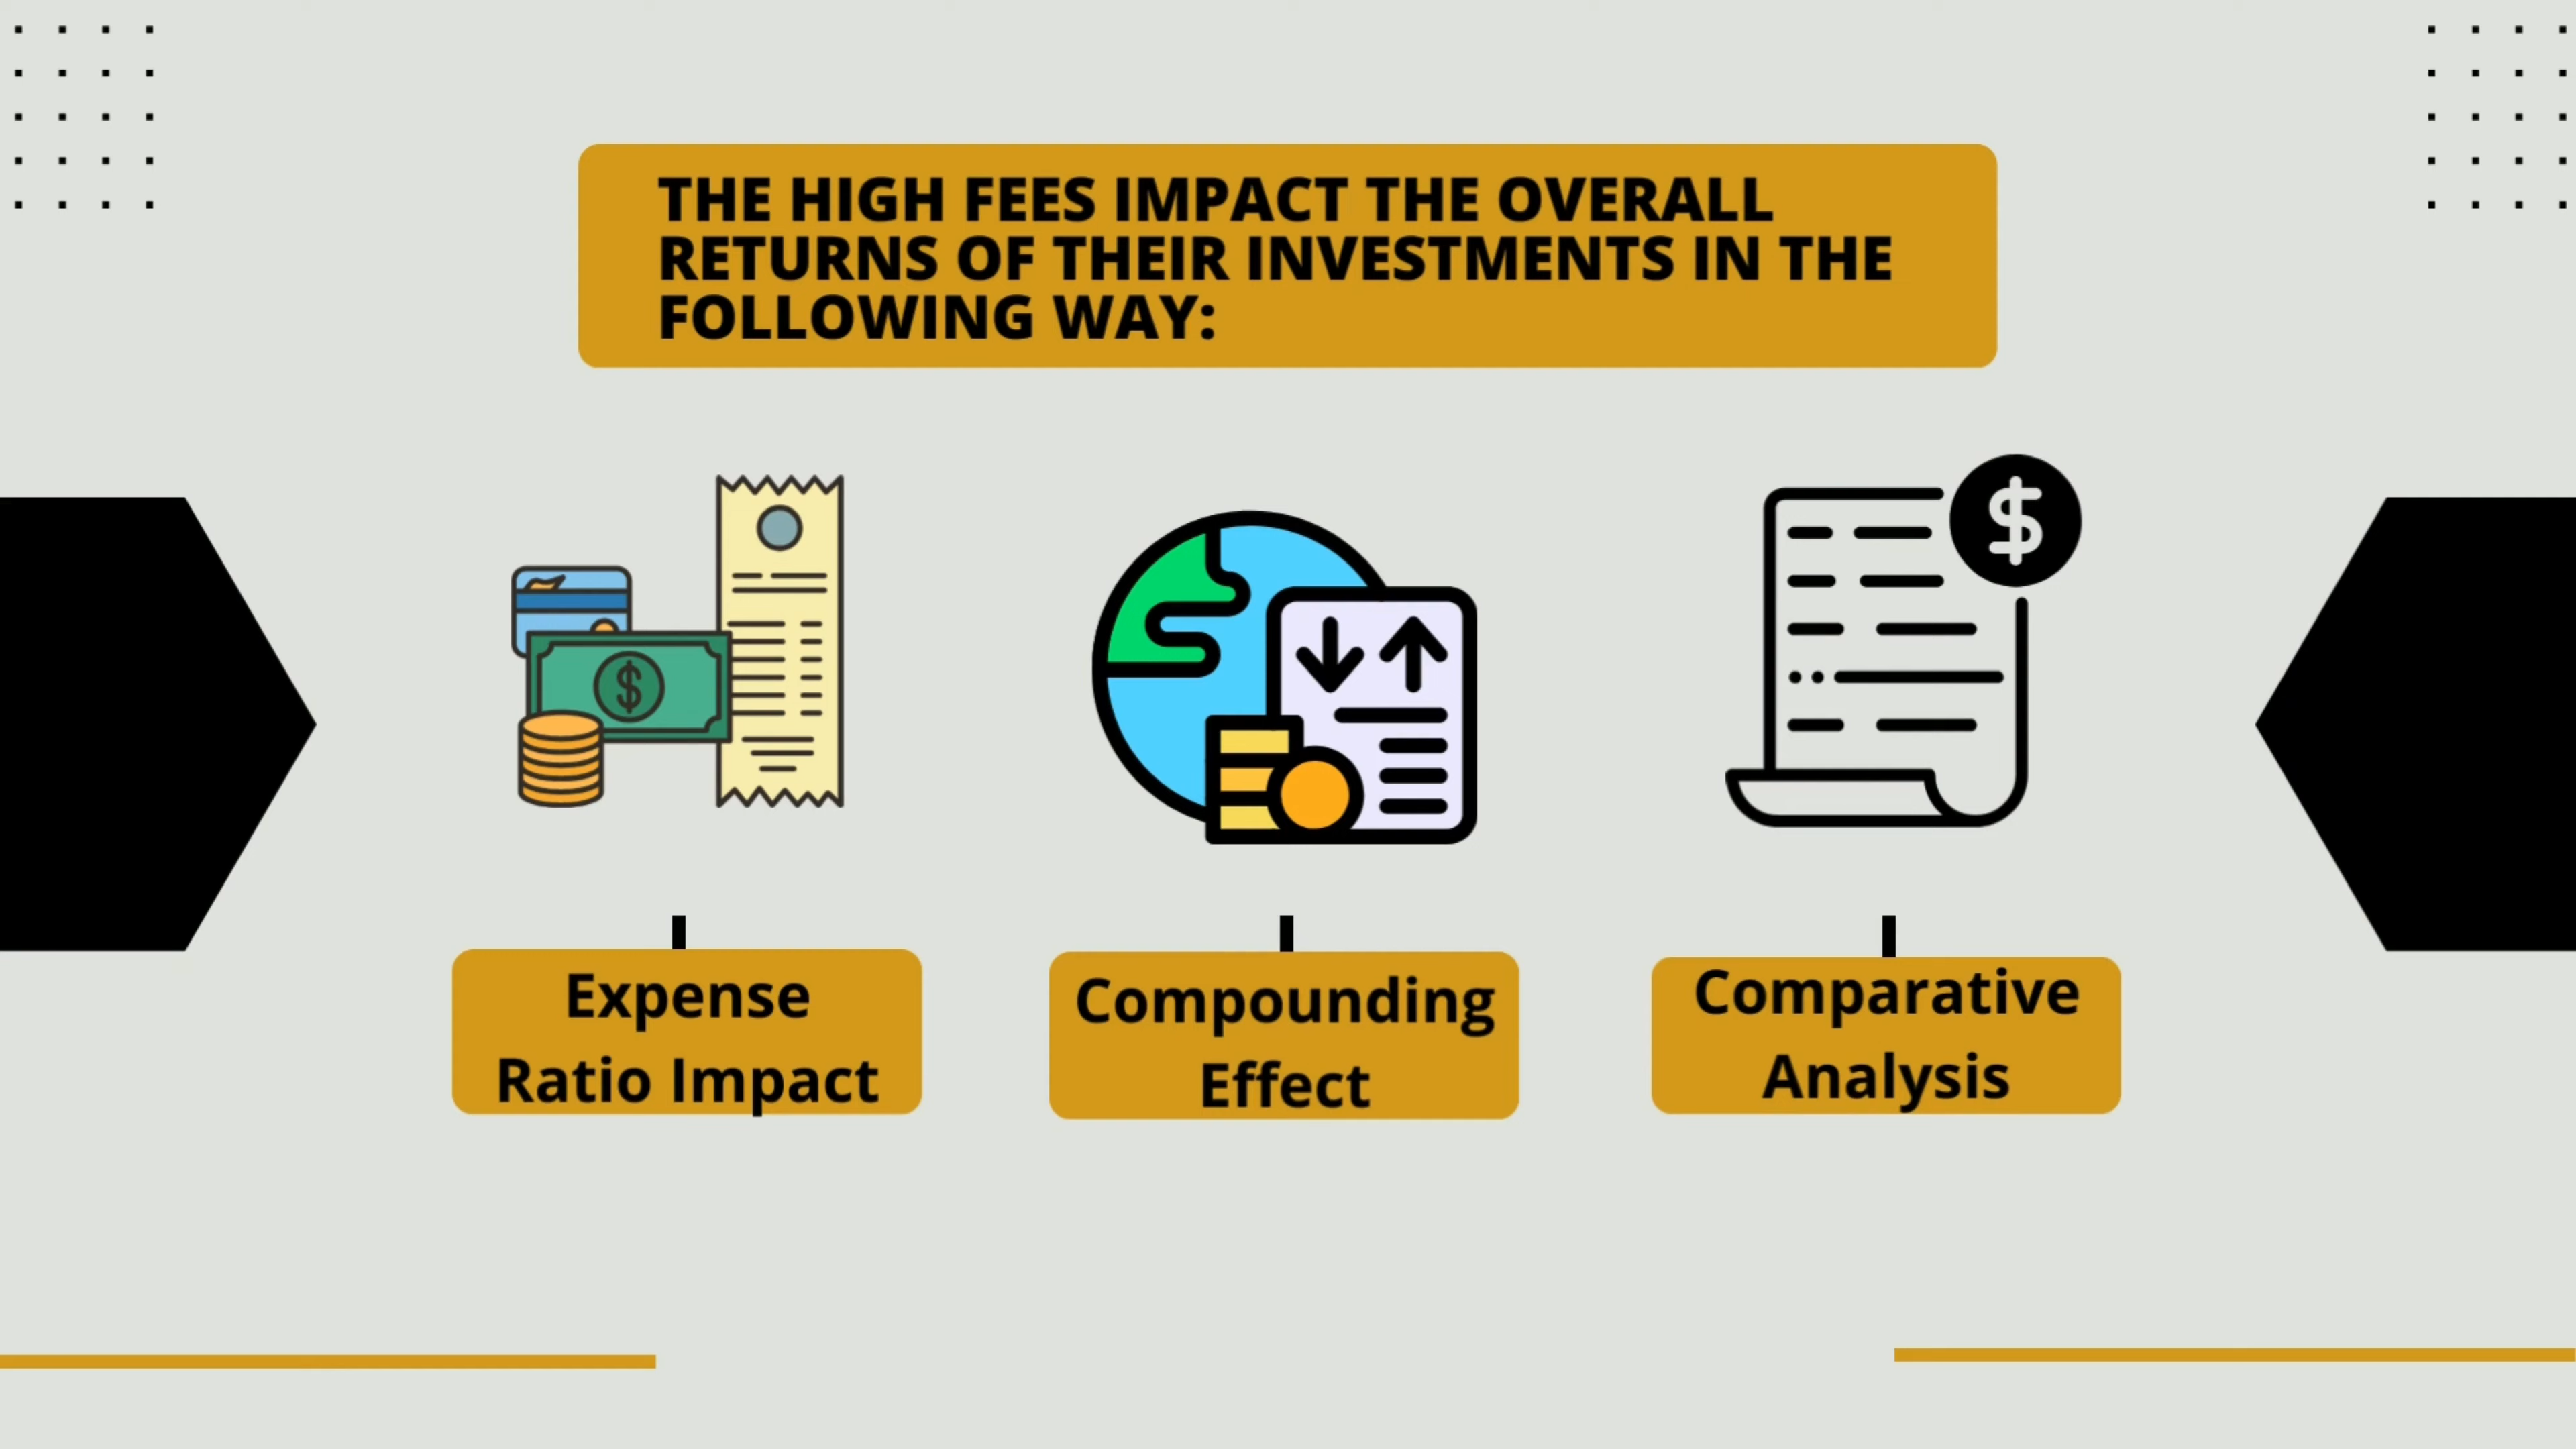 THE HIGH FEES IMPACT THE OVERALL
RETURNS OF THEIR INVESTMENTS IN THE
FOLLOWING WAY:
Expense
Ratio Impact
Compounding
Effect
Comparative
Analysis